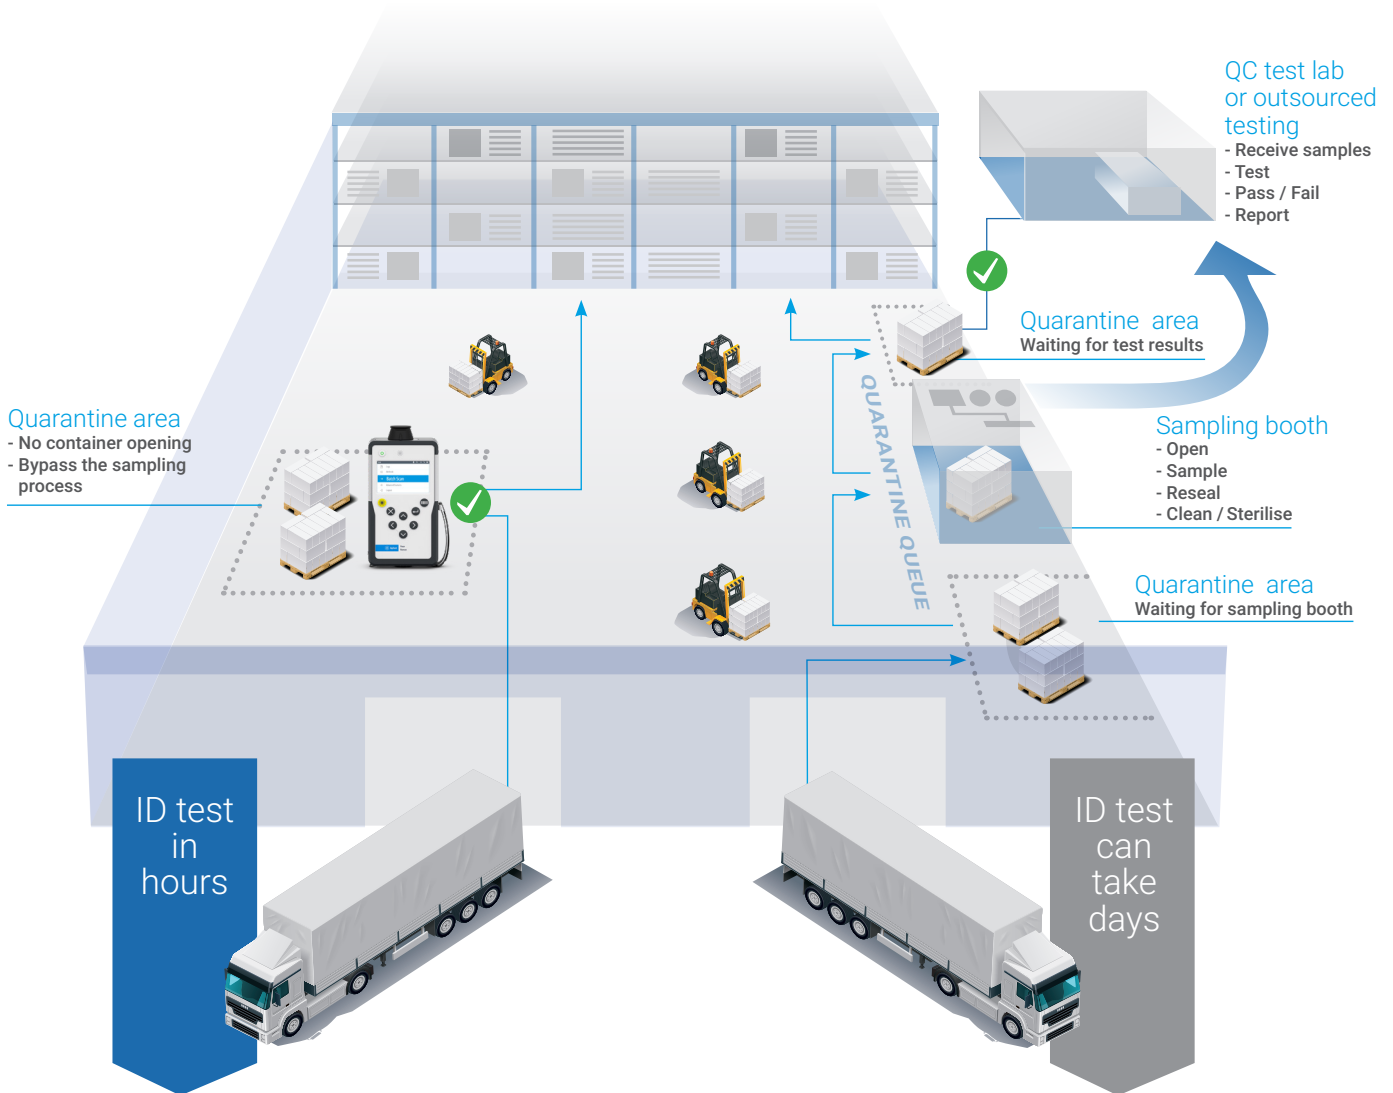 QC test lab
or outsourced
testing
- Receive samples
- Test
- Pass / Fail
- Report
Quarantine area
Waiting for test results
Quarantine area
- No container opening
- Bypass the sampling
process
QUARANTINE QUEUE
Sampling booth
- Open
- Sample
- Reseal
- Clean / Sterilise
Quarantine area
Waiting for sampling booth
Batch Scan
ID test
in
hours
ID test
can
take
days